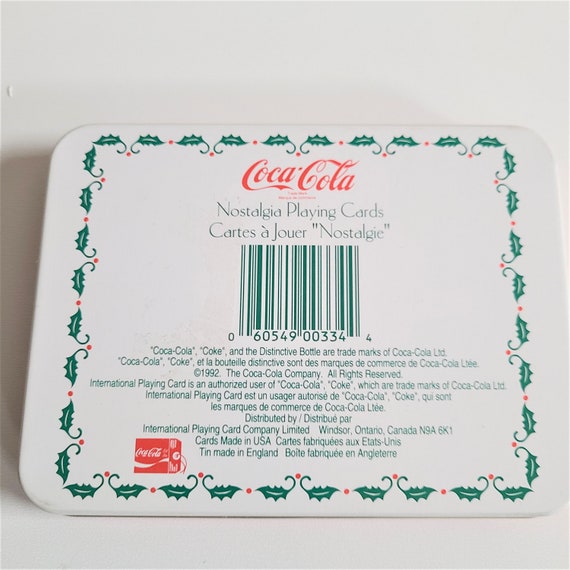 Coca-Cola
Nostalgia Playing Cards
Cartes à Jouer "Nostalgie"
0 60549 00334 4
"Coca-Cola", "Coke", and the Distinctive Bottle are trade marks of Coca-Cola Ltd.
"Coca-Cola", "Coke", et la bouteille distinctive sont des marques de commerce de Coca-Cola Ltée.
©1992. The Coca-Cola Company. All Rights Reserved.
International Playing Card is an authorized user of "Coca-Cola", "Coke", which are trade marks of Coca-Cola Ltd.
International Playing Card est un usager autorisé de "Coca-Cola", "Coke", qui sont
les marques de commerce de Coca-Cola Ltée.
Distributed by / Distribué par
International Playing Card Company Limited Windsor, Ontario, Canada N9A 6K1
Cards Made in USA Cartes fabriquées aux Etats-Unis
Tin made in England Boîte fabriquée en Angleterre
Coca-Cola